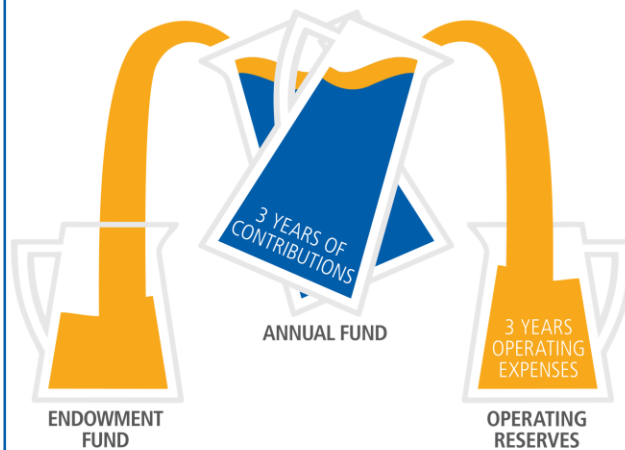 3 YEARS OF
CONTRIBUTIONS
ANNUAL FUND
3 YEARS
OPERATING
EXPENSES
ENDOWMENT
FUND
OPERATING
RESERVES